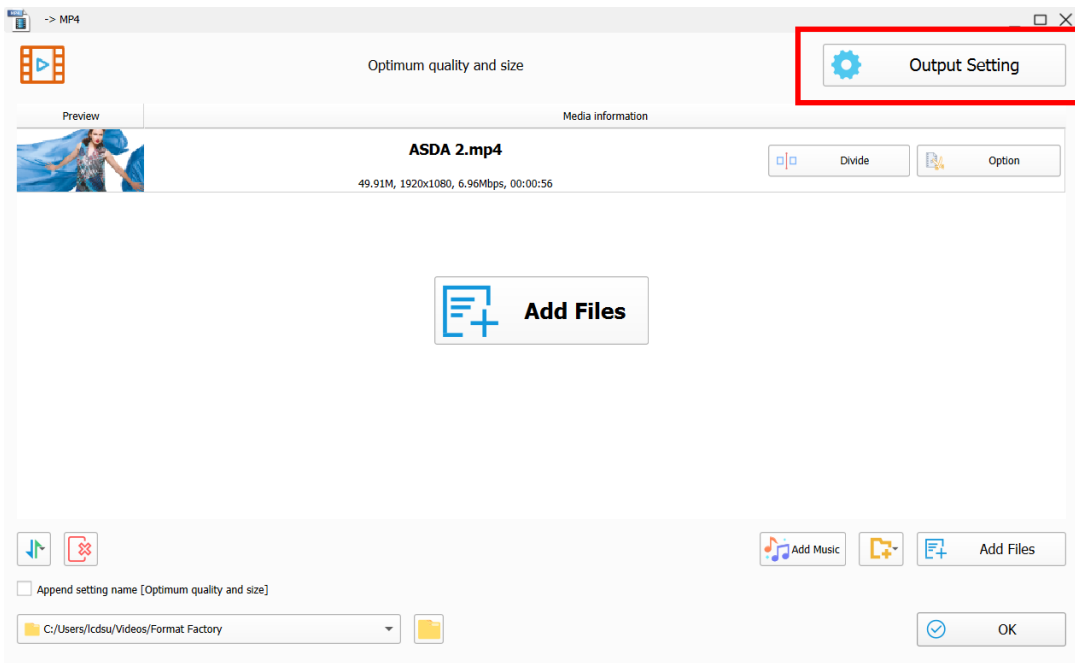 -> MP4
Optimum quality and size
Output Setting
Preview
Media information
ASDA 2.mp4
49.91M, 1920x1080, 6.96Mbps, 00:00:56
Divide
Option
Add Files
Add Music
Add Files
Append setting name [Optimum quality and size]
C:/Users/lcdsu/Videos/Format Factory
OK